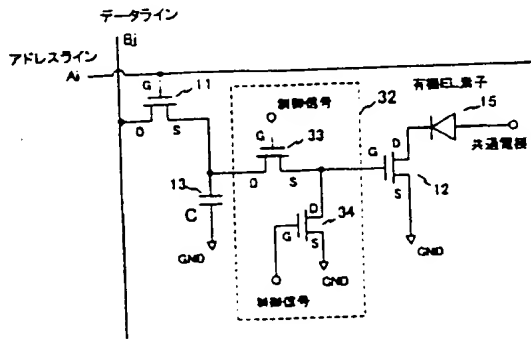 データライン
Bj
アドレスライン
Ai
G
11
D
S
制御信号
32
G
33
D
S
13
C
GND
D
G
S
34
GND
制御信号
有機EL素子
15
共通電極
G
D
S
12
GND